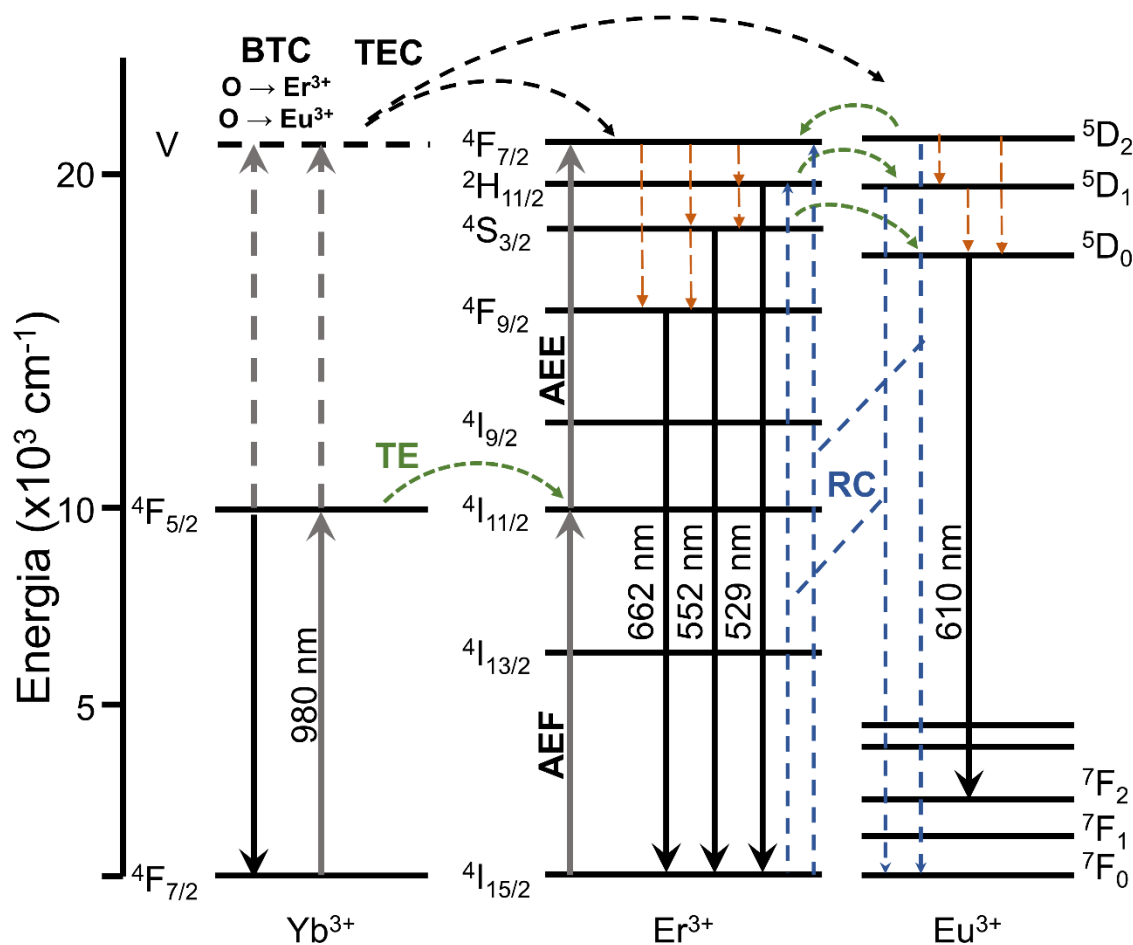 BTC
TEC
O → Er³⁺
O → Eu³⁺
V
20
10
5
Energia (x10³ cm⁻¹)
⁴F₅/₂
⁴F₇/₂
980 nm
Yb³⁺
TE
⁴F₇/₂
²H₁₁/₂
⁴S₃/₂
⁴F₉/₂
⁴I₉/₂
⁴I₁₁/₂
⁴I₁₃/₂
⁴I₁₅/₂
AEE
AEF
662 nm
552 nm
529 nm
Er³⁺
RC
⁵D₂
⁵D₁
⁵D₀
610 nm
⁷F₂
⁷F₁
⁷F₀
Eu³⁺